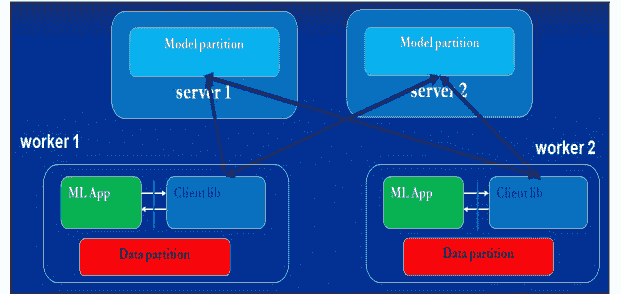 Model partition
Model partition
server 1
server 2
worker 1
worker 2
ML App
Client lib
ML App
Client lib
Data partition
Data partition